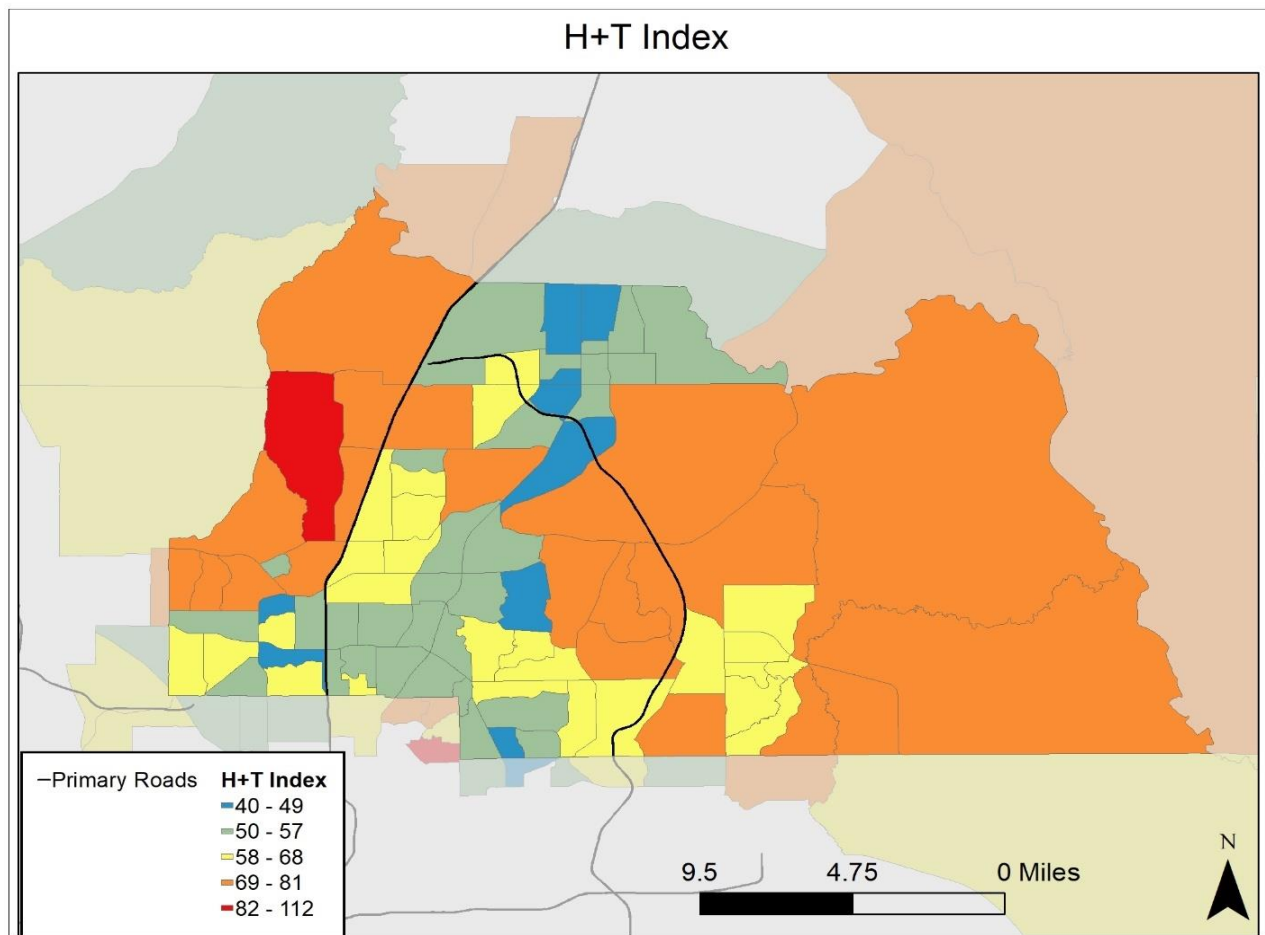 H+T Index
N
9.5 4.75 0 Miles
—Primary Roads
H+T Index
40 - 49
50 - 57
58 - 68
69 - 81
82 - 112